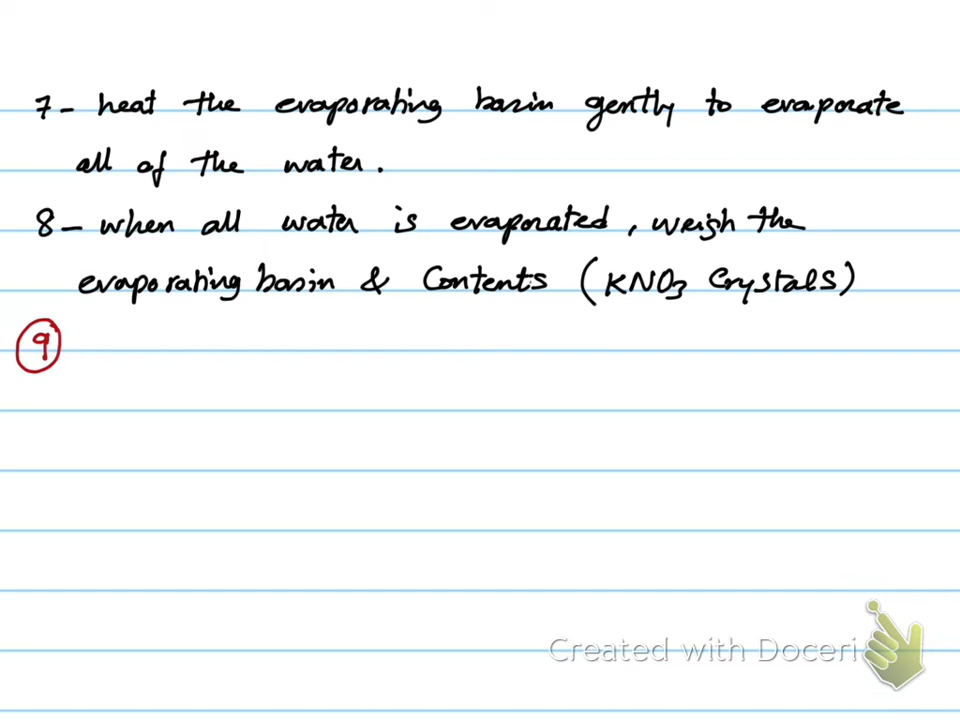 7- heat the evaporating basin gently to evaporate
all of the water.
8- when all water is evaporated, weigh the
evaporating basin & Contents (KNO3 Crystals)
9
Created with Doceri